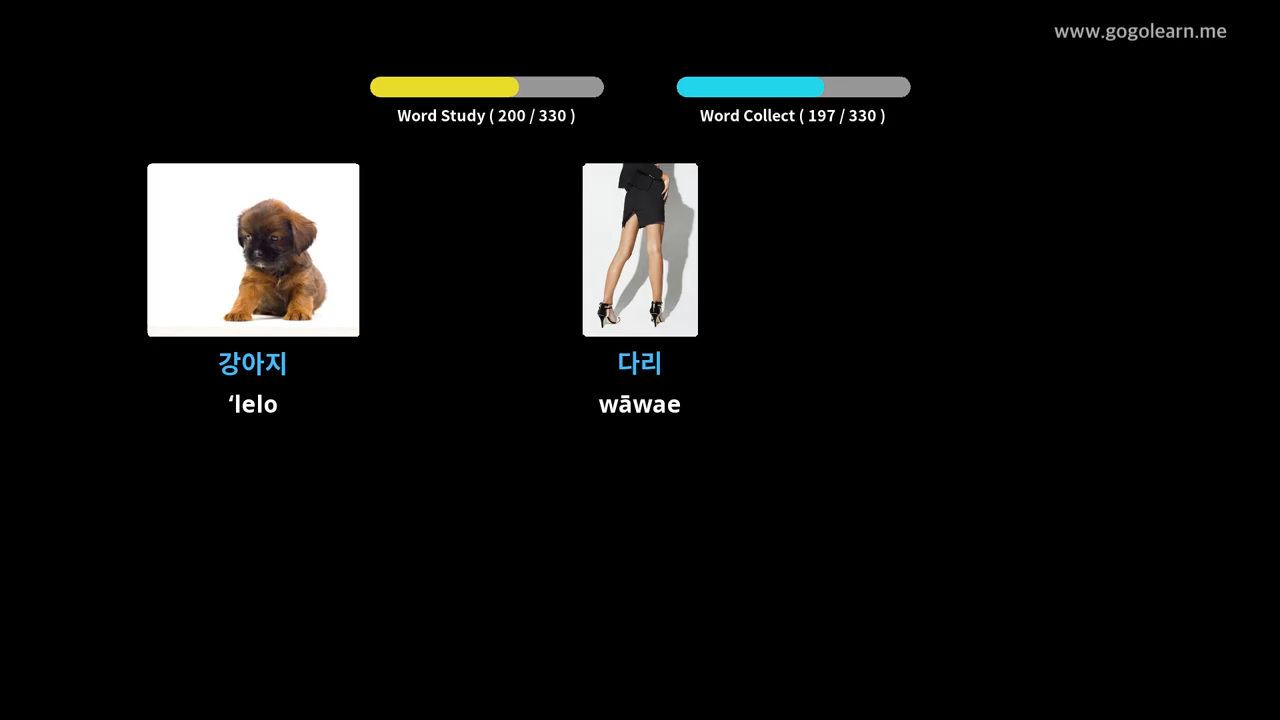 www.gogolearn.me
Word Study ( 200 / 330 )
Word Collect ( 197 / 330 )
강아지
다리
‘lelo
wāwae